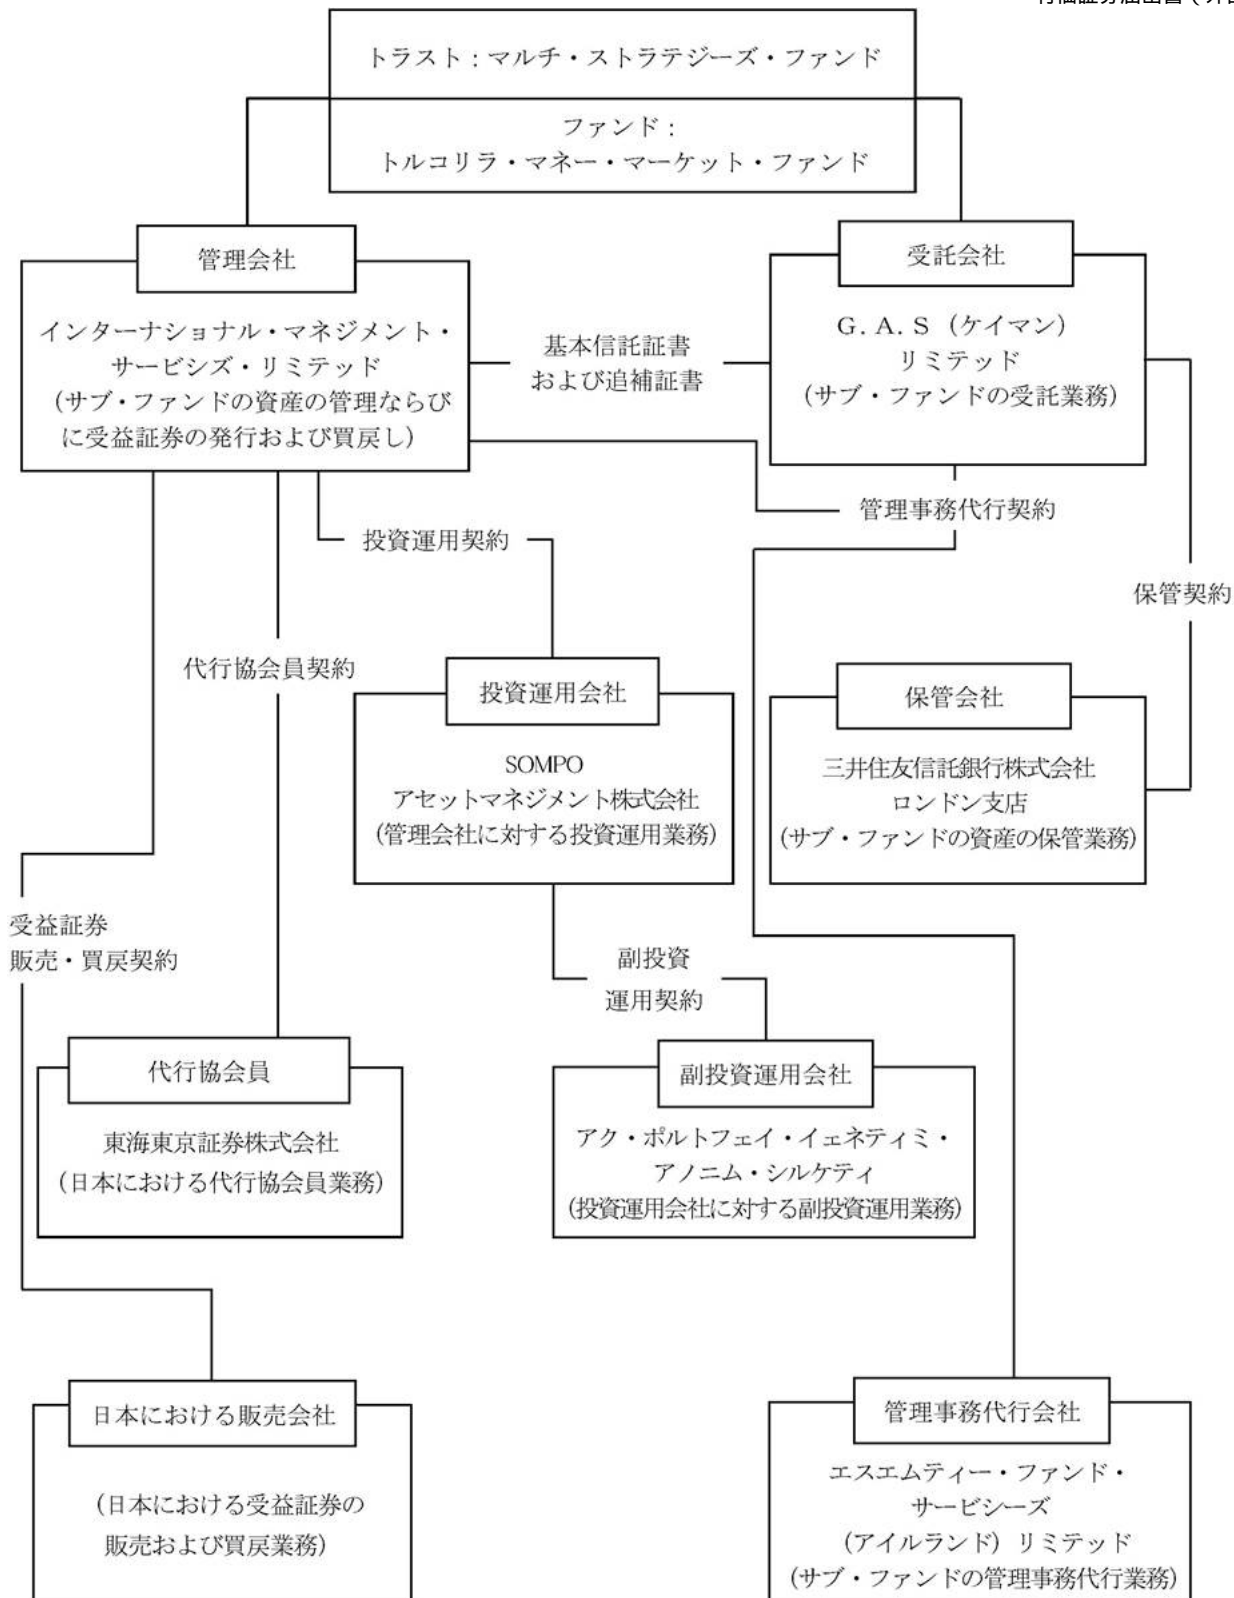 トラスト：マルチ・ストラテジーズ・ファンド
ファンド：
トルコリラ・マネー・マーケット・ファンド
管理会社
インターナショナル・マネジメント・
サービシズ・リミテッド
（サブ・ファンドの資産の管理ならび
に受益証券の発行および買戻し）
基本信託証書
および追補証書
受託会社
Ｇ．Ａ．Ｓ（ケイマン）
リミテッド
（サブ・ファンドの受託業務）
管理事務代行契約
投資運用契約
保管契約
代行協会員契約
投資運用会社
SOMPO
アセットマネジメント株式会社
（管理会社に対する投資運用業務）
保管会社
三井住友信託銀行株式会社
ロンドン支店
（サブ・ファンドの資産の保管業務）
受益証券
販売・買戻契約
副投資
運用契約
代行協会員
東海東京証券株式会社
（日本における代行協会員業務）
副投資運用会社
アク・ポルトフェイ・イェネティミ・
アノニム・シルケティ
（投資運用会社に対する副投資運用業務）
日本における販売会社
（日本における受益証券の
販売および買戻業務）
管理事務代行会社
エスエムティー・ファンド・
サービシーズ
（アイルランド）リミテッド
（サブ・ファンドの管理事務代行業務）